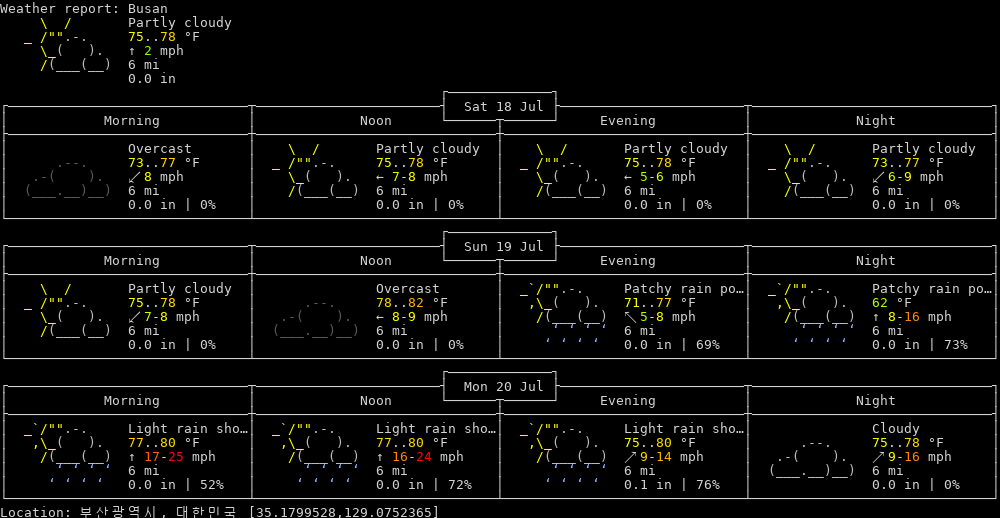 Weather report: Busan
Partly cloudy
75..78 °F
↑ 2 mph
6 mi
0.0 in
Sat 18 Jul
Morning Noon Evening Night
Overcast Partly cloudy Partly cloudy Partly cloudy
73..77 °F 75..78 °F 75..78 °F 73..77 °F
↙ 8 mph ← 7-8 mph ← 5-6 mph ↙ 6-9 mph
6 mi 6 mi 6 mi 6 mi
0.0 in | 0% 0.0 in | 0% 0.0 in | 0% 0.0 in | 0%
Sun 19 Jul
Morning Noon Evening Night
Partly cloudy Overcast Patchy rain po… Patchy rain po…
75..78 °F 78..82 °F 71..77 °F 62 °F
↙ 7-8 mph ← 8-9 mph ↖ 5-8 mph ↑ 8-16 mph
6 mi 6 mi 6 mi 6 mi
0.0 in | 0% 0.0 in | 0% 0.0 in | 69% 0.0 in | 73%
Mon 20 Jul
Morning Noon Evening Night
Light rain sho… Light rain sho… Light rain sho… Cloudy
77..80 °F 77..80 °F 75..80 °F 75..78 °F
↑ 17-25 mph ↑ 16-24 mph ↗ 9-14 mph ↗ 9-16 mph
6 mi 6 mi 6 mi 6 mi
0.0 in | 52% 0.0 in | 72% 0.1 in | 76% 0.0 in | 0%
Location: 부산광역시, 대한민국 [35.1799528,129.0752365]